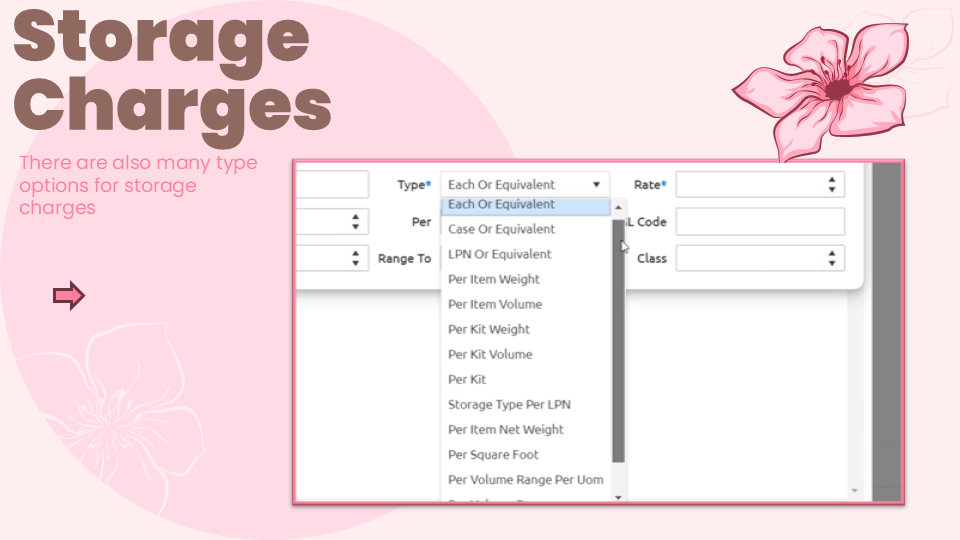 Storage
Charges
There are also many type
options for storage
charges
Type* Each Or Equivalent Rate*
Each Or Equivalent
Per L Code
Case Or Equivalent
Range To LPN Or Equivalent Class
Per Item Weight
Per Item Volume
Per Kit Weight
Per Kit Volume
Per Kit
Storage Type Per LPN
Per Item Net Weight
Per Square Foot
Per Volume Range Per Uom